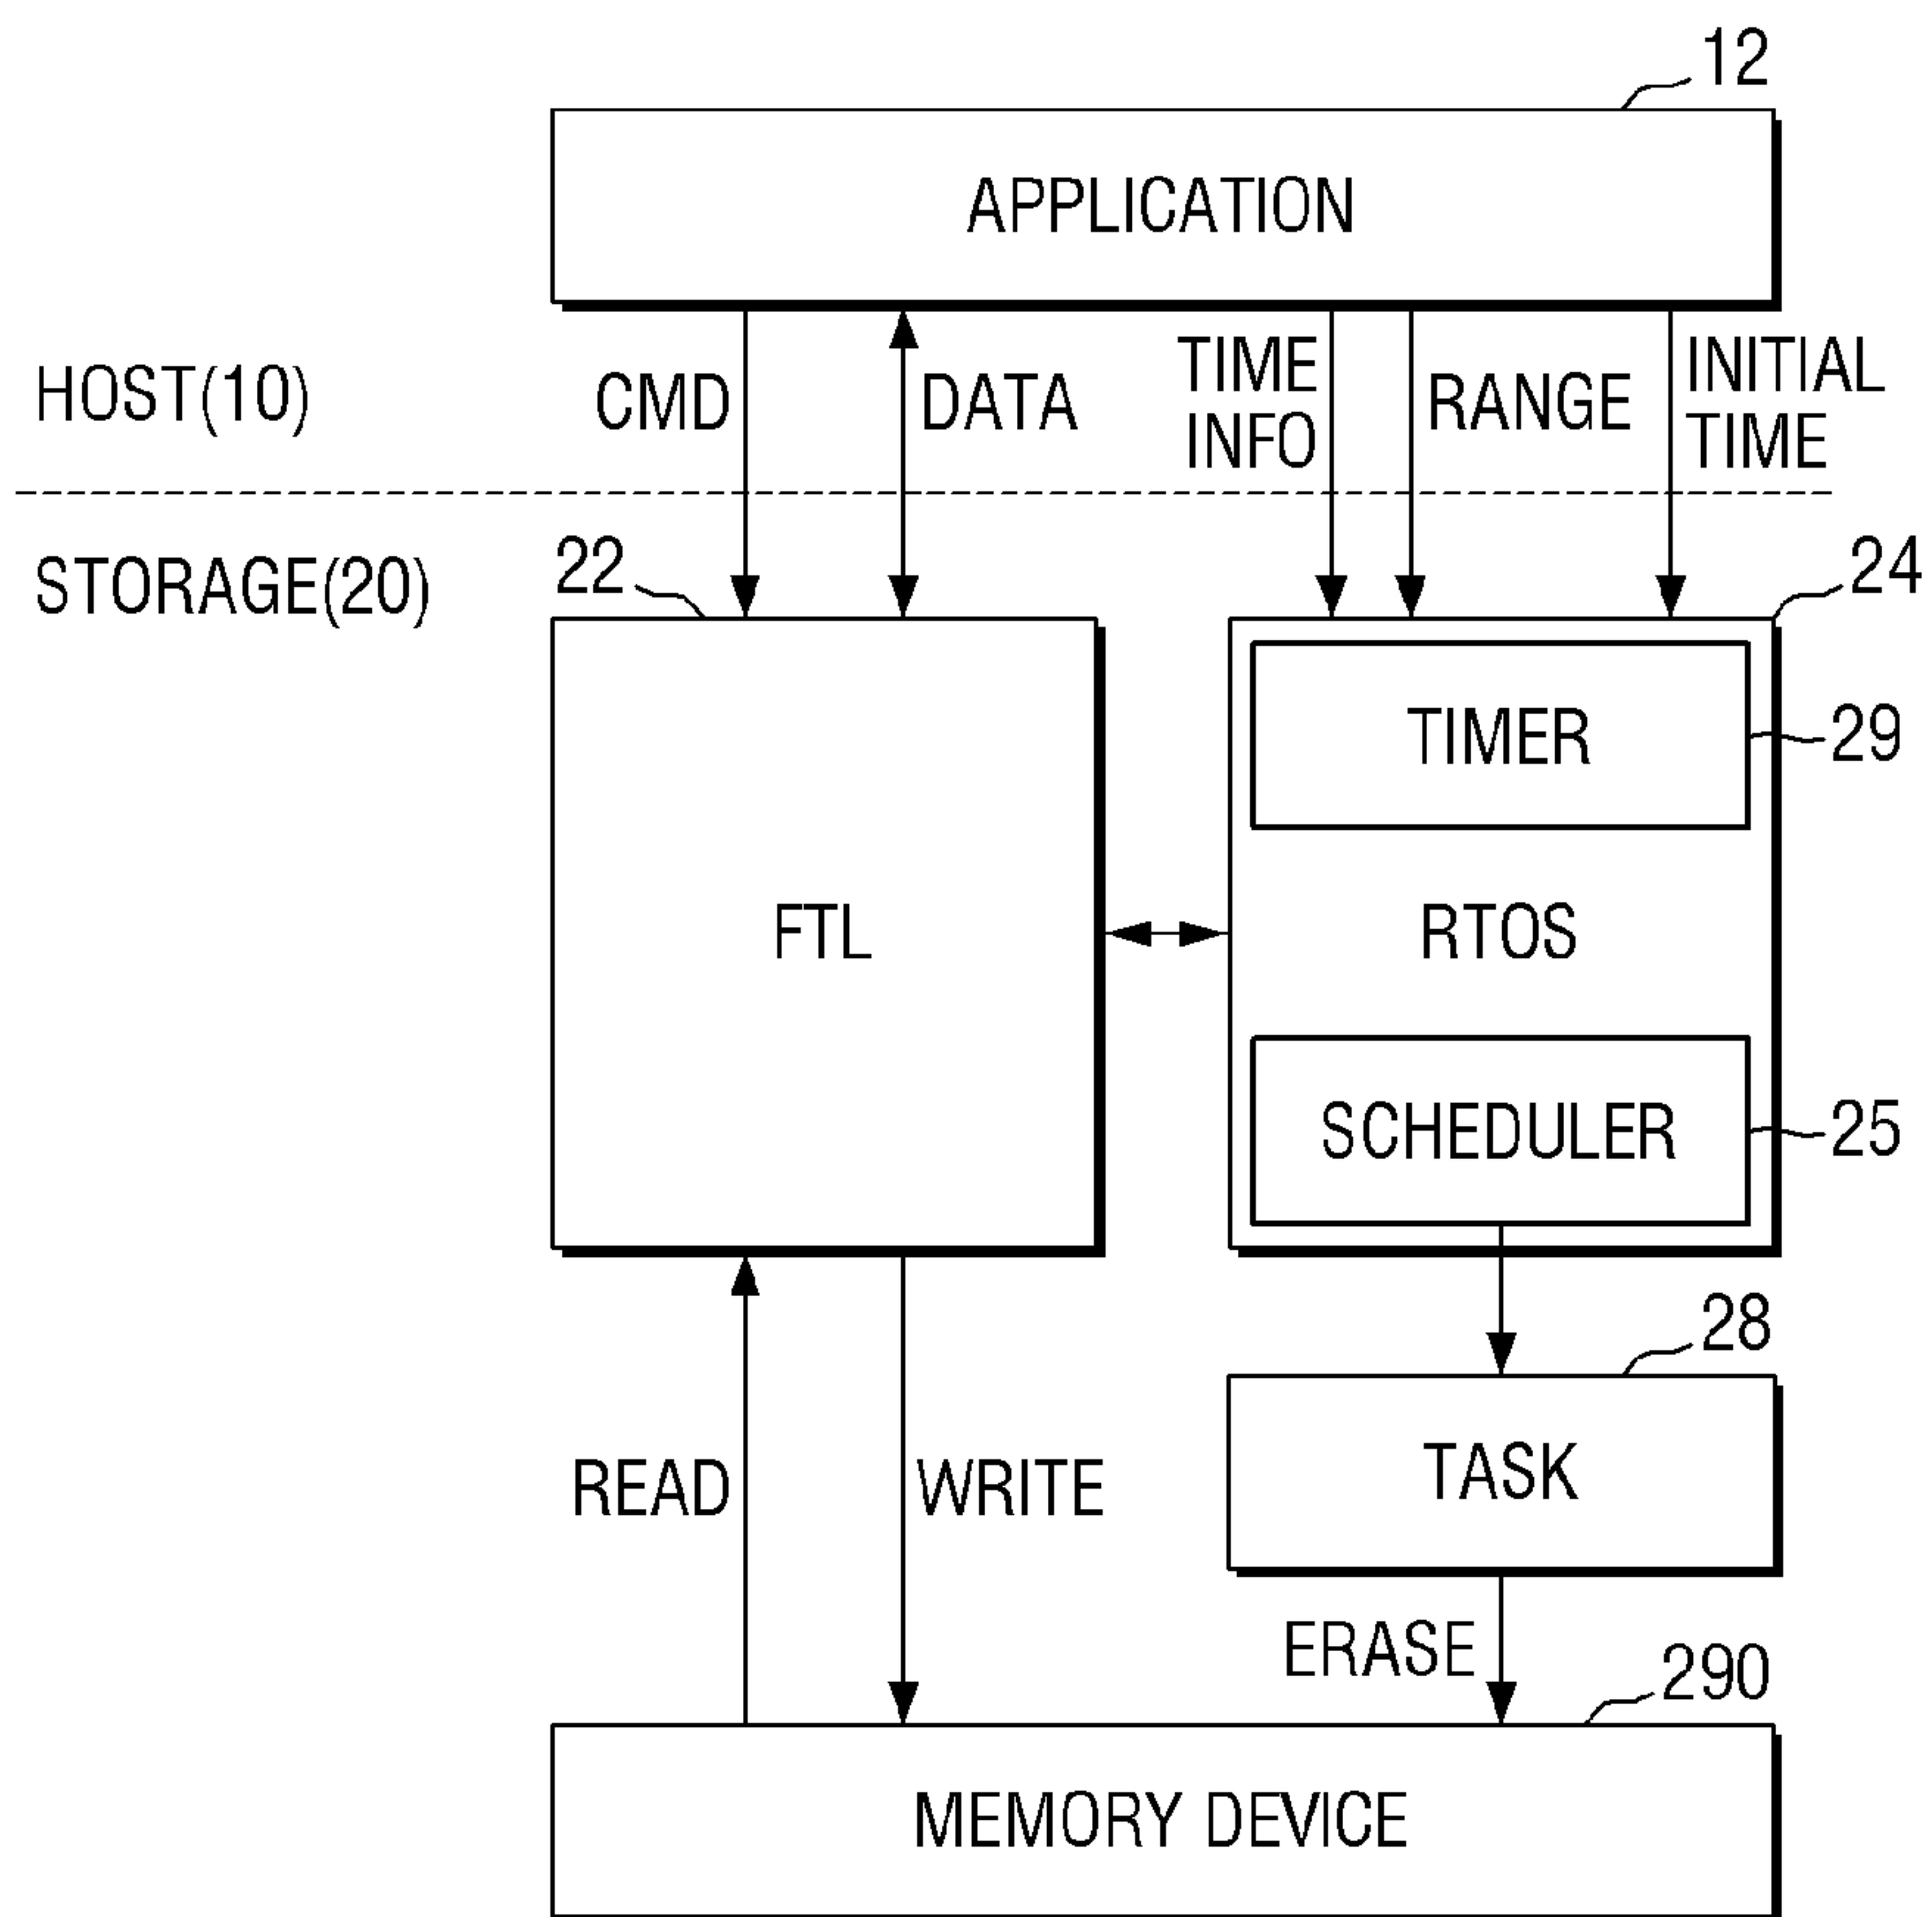 12
APPLICATION
HOST(10)
CMD
DATA
TIME
INFO
RANGE
INITIAL
TIME
STORAGE(20)
22
24
TIMER
29
FTL
RTOS
SCHEDULER
25
28
TASK
READ
WRITE
ERASE
290
MEMORY DEVICE